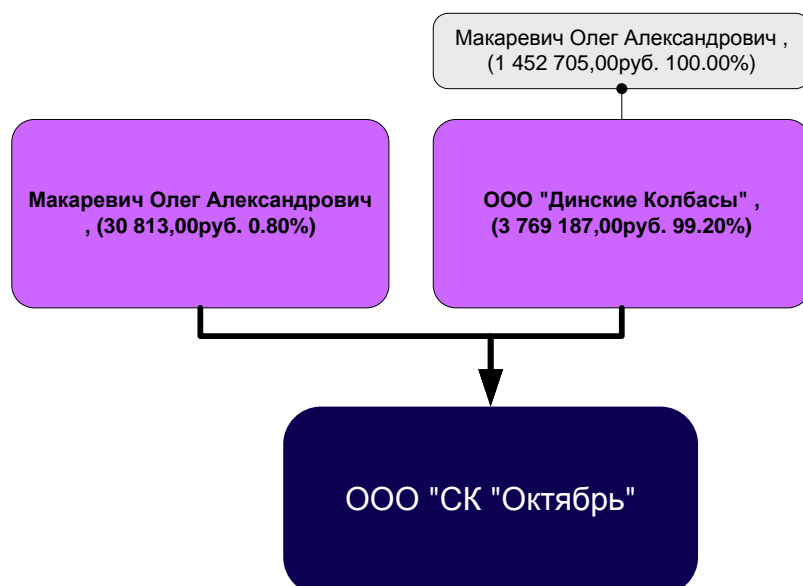 Макаревич Олег Александрович ,
(1 452 705,00руб. 100.00%)
Макаревич Олег Александрович
, (30 813,00руб. 0.80%)
ООО "Динские Колбасы" ,
(3 769 187,00руб. 99.20%)
ООО "СК "Октябрь"